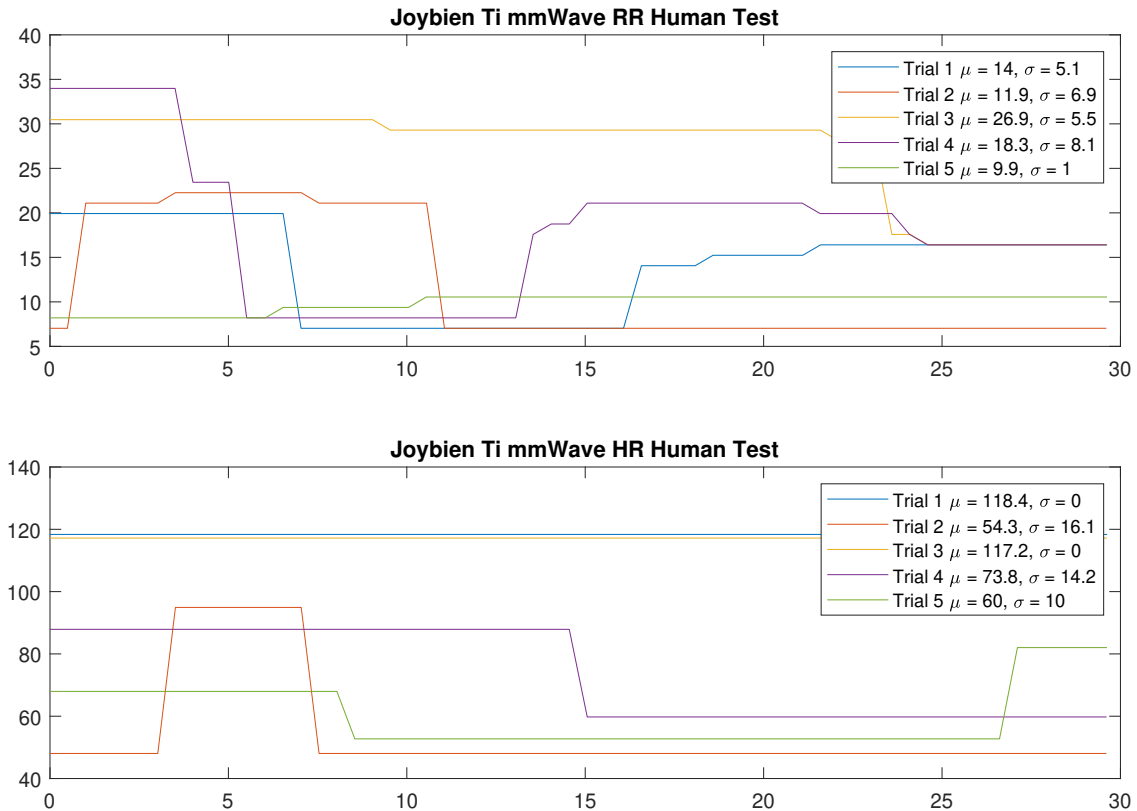 Joybien Ti mmWave RR Human Test
40
35
30
25
20
15
10
5
0 5 10 15 20 25 30
Trial 1 μ = 14, σ = 5.1
Trial 2 μ = 11.9, σ = 6.9
Trial 3 μ = 26.9, σ = 5.5
Trial 4 μ = 18.3, σ = 8.1
Trial 5 μ = 9.9, σ = 1
Joybien Ti mmWave HR Human Test
140
120
100
80
60
40
0 5 10 15 20 25 30
Trial 1 μ = 118.4, σ = 0
Trial 2 μ = 54.3, σ = 16.1
Trial 3 μ = 117.2, σ = 0
Trial 4 μ = 73.8, σ = 14.2
Trial 5 μ = 60, σ = 10